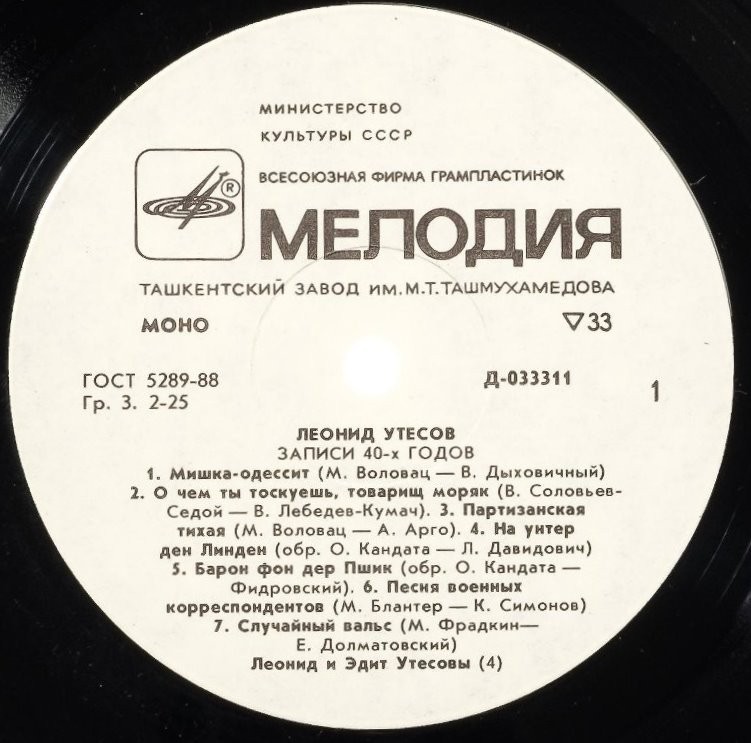 МИНИСТЕРСТВО
КУЛЬТУРЫ СССР
ВСЕСОЮЗНАЯ ФИРМА ГРАМПЛАСТИНОК
®
МЕЛОДИЯ
ТАШКЕНТСКИЙ ЗАВОД ИМ. М.Т.ТАШМУХАМЕДОВА
МОНО ▽33
ГОСТ 5289-88 Д-033311
Гр. 3. 2-25 1
ЛЕОНИД УТЕСОВ
ЗАПИСИ 40-х ГОДОВ
1. Мишка-одессит (М. Воловац — В. Дыховичный)
2. О чем ты тоскуешь, товарищ моряк (В. Соловьев-
Седой — В. Лебедев-Кумач). 3. Партизанская
тихая (М. Воловац — А. Арго). 4. На унтер
ден Линден (обр. О. Кандата — Л. Давидович)
5. Барон фон дер Пшик (обр. О. Кандата —
Фидровский). 6. Песня военных
корреспондентов (М. Блантер — К. Симонов)
7. Случайный вальс (М. Фрадкин—
Е. Долматовский)
Леонид и Эдит Утесовы (4)